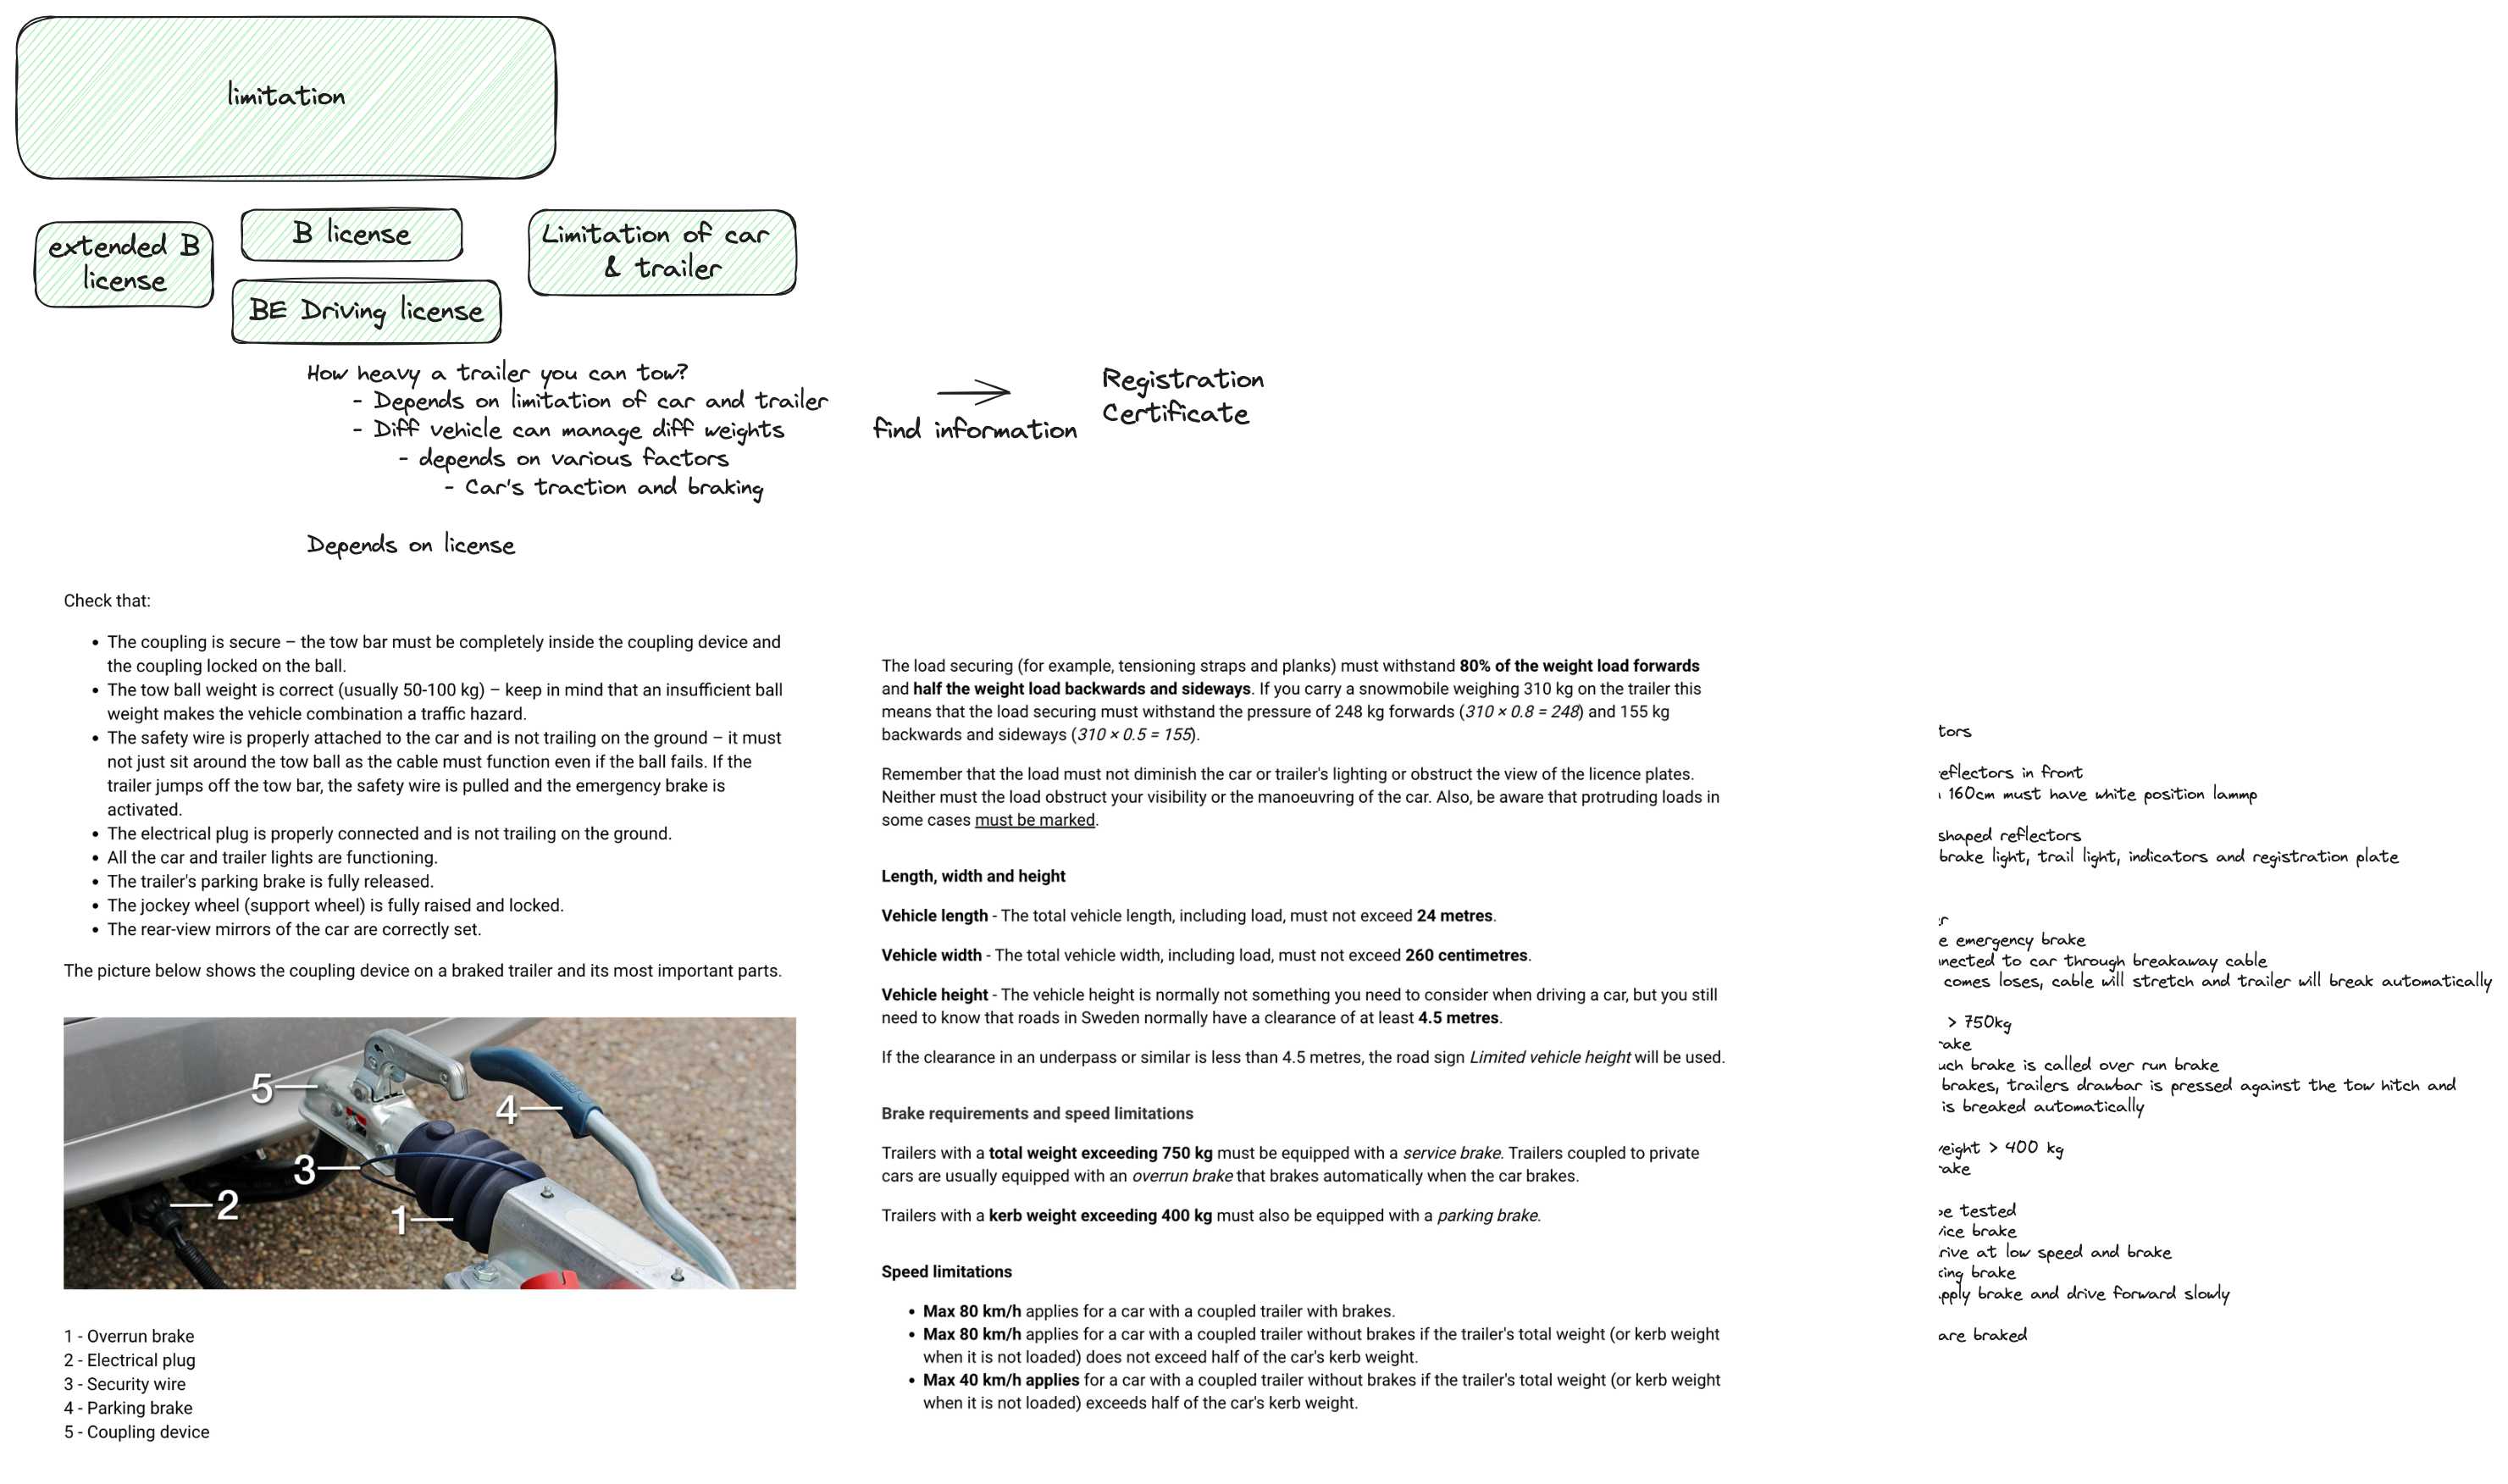 limitation
extended B
license
B license
BE Driving license
Limitation of car
& trailer
How heavy a trailer you can tow?
- Depends on limitation of car and trailer
- Diff vehicle can manage diff weights
- depends on various factors
- Car's traction and braking
find information
Registration
Certificate
Depends on license
Check that:
• The coupling is secure – the tow bar must be completely inside the coupling device and
the coupling locked on the ball.
• The tow ball weight is correct (usually 50-100 kg) – keep in mind that an insufficient ball
weight makes the vehicle combination a traffic hazard.
• The safety wire is properly attached to the car and is not trailing on the ground – it must
not just sit around the tow ball as the cable must function even if the ball fails. If the
trailer jumps off the tow bar, the safety wire is pulled and the emergency brake is
activated.
• The electrical plug is properly connected and is not trailing on the ground.
• All the car and trailer lights are functioning.
• The trailer's parking brake is fully released.
• The jockey wheel (support wheel) is fully raised and locked.
• The rear-view mirrors of the car are correctly set.
The picture below shows the coupling device on a braked trailer and its most important parts.
5
4
3
2
1
1 - Overrun brake
2 - Electrical plug
3 - Security wire
4 - Parking brake
5 - Coupling device
The load securing (for example, tensioning straps and planks) must withstand 80% of the weight load forwards
and half the weight load backwards and sideways. If you carry a snowmobile weighing 310 kg on the trailer this
means that the load securing must withstand the pressure of 248 kg forwards (310 × 0.8 = 248) and 155 kg
backwards and sideways (310 × 0.5 = 155).
Remember that the load must not diminish the car or trailer's lighting or obstruct the view of the licence plates.
Neither must the load obstruct your visibility or the manoeuvring of the car. Also, be aware that protruding loads in
some cases must be marked.
Length, width and height
Vehicle length - The total vehicle length, including load, must not exceed 24 metres.
Vehicle width - The total vehicle width, including load, must not exceed 260 centimetres.
Vehicle height - The vehicle height is normally not something you need to consider when driving a car, but you still
need to know that roads in Sweden normally have a clearance of at least 4.5 metres.
If the clearance in an underpass or similar is less than 4.5 metres, the road sign Limited vehicle height will be used.
Brake requirements and speed limitations
Trailers with a total weight exceeding 750 kg must be equipped with a service brake. Trailers coupled to private
cars are usually equipped with an overrun brake that brakes automatically when the car brakes.
Trailers with a kerb weight exceeding 400 kg must also be equipped with a parking brake.
Speed limitations
• Max 80 km/h applies for a car with a coupled trailer with brakes.
• Max 80 km/h applies for a car with a coupled trailer without brakes if the trailer's total weight (or kerb weight
when it is not loaded) does not exceed half of the car's kerb weight.
• Max 40 km/h applies for a car with a coupled trailer without brakes if the trailer's total weight (or kerb weight
when it is not loaded) exceeds half of the car's kerb weight.
tors
eflectors in front
160cm must have white position lammp
shaped reflectors
brake light, trail light, indicators and registration plate
r
e emergency brake
nected to car through breakaway cable
comes loses, cable will stretch and trailer will break automatically
> 750kg
ake
uch brake is called over run brake
brakes, trailers drawbar is pressed against the tow hitch and
is breaked automatically
eight > 400 kg
ake
be tested
vice brake
rive at low speed and brake
king brake
pply brake and drive forward slowly
are braked